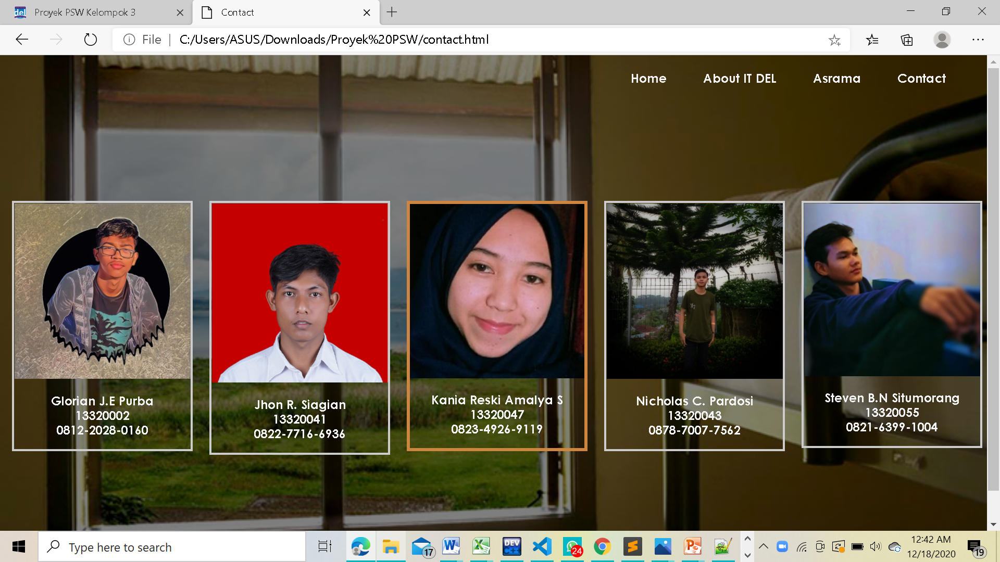 del
Proyek PSW Kelompok 3
Contact
File
C:/Users/ASUS/Downloads/Proyek%20PSW/contact.html
Home
About IT DEL
Asrama
Contact
Glorian J.E Purba
13320002
0812-2028-0160
Jhon R. Siagian
13320041
0822-7716-6936
Kania Reski Amalya S
13320047
0823-4926-9119
Nicholas C. Pardosi
13320043
0878-7007-7562
Steven B.N Situmorang
13320055
0821-6399-1004
Type here to search
17
DEV
C++
24
12:42 AM
12/18/2020
19